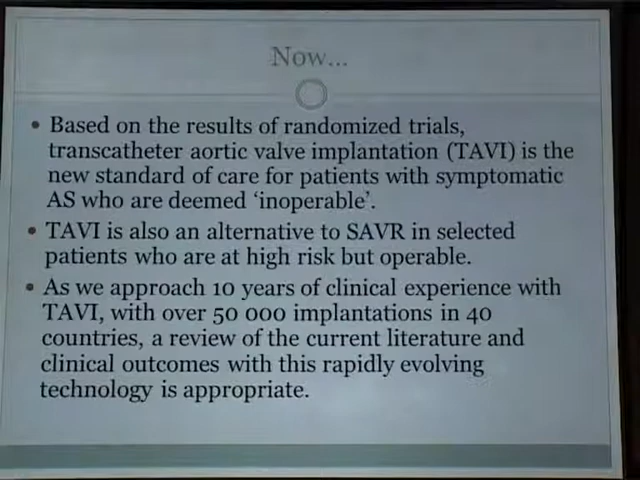 Now...
• Based on the results of randomized trials,
transcatheter aortic valve implantation (TAVI) is the
new standard of care for patients with symptomatic
AS who are deemed ‘inoperable’.
• TAVI is also an alternative to SAVR in selected
patients who are at high risk but operable.
• As we approach 10 years of clinical experience with
TAVI, with over 50 000 implantations in 40
countries, a review of the current literature and
clinical outcomes with this rapidly evolving
technology is appropriate.